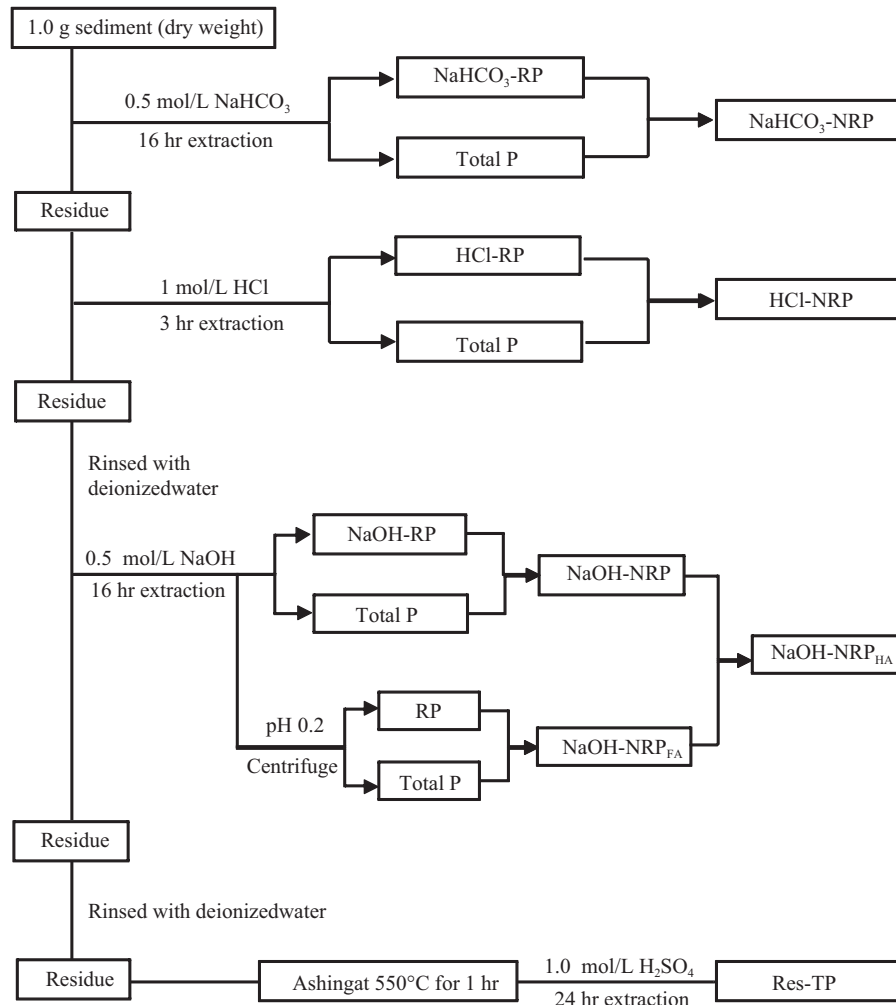 1.0 g sediment (dry weight)
NaHCO₃-RP
0.5 mol/L NaHCO₃
16 hr extraction
NaHCO₃-NRP
Total P
Residue
HCl-RP
1 mol/L HCl
3 hr extraction
HCl-NRP
Total P
Residue
Rinsed with
deionizedwater
NaOH-RP
0.5 mol/L NaOH
16 hr extraction
NaOH-NRP
Total P
NaOH-NRP_HA
RP
pH 0.2
Centrifuge
NaOH-NRP_FA
Total P
Residue
Rinsed with deionizedwater
Residue
Ashingat 550°C for 1 hr
1.0 mol/L H₂SO₄
24 hr extraction
Res-TP